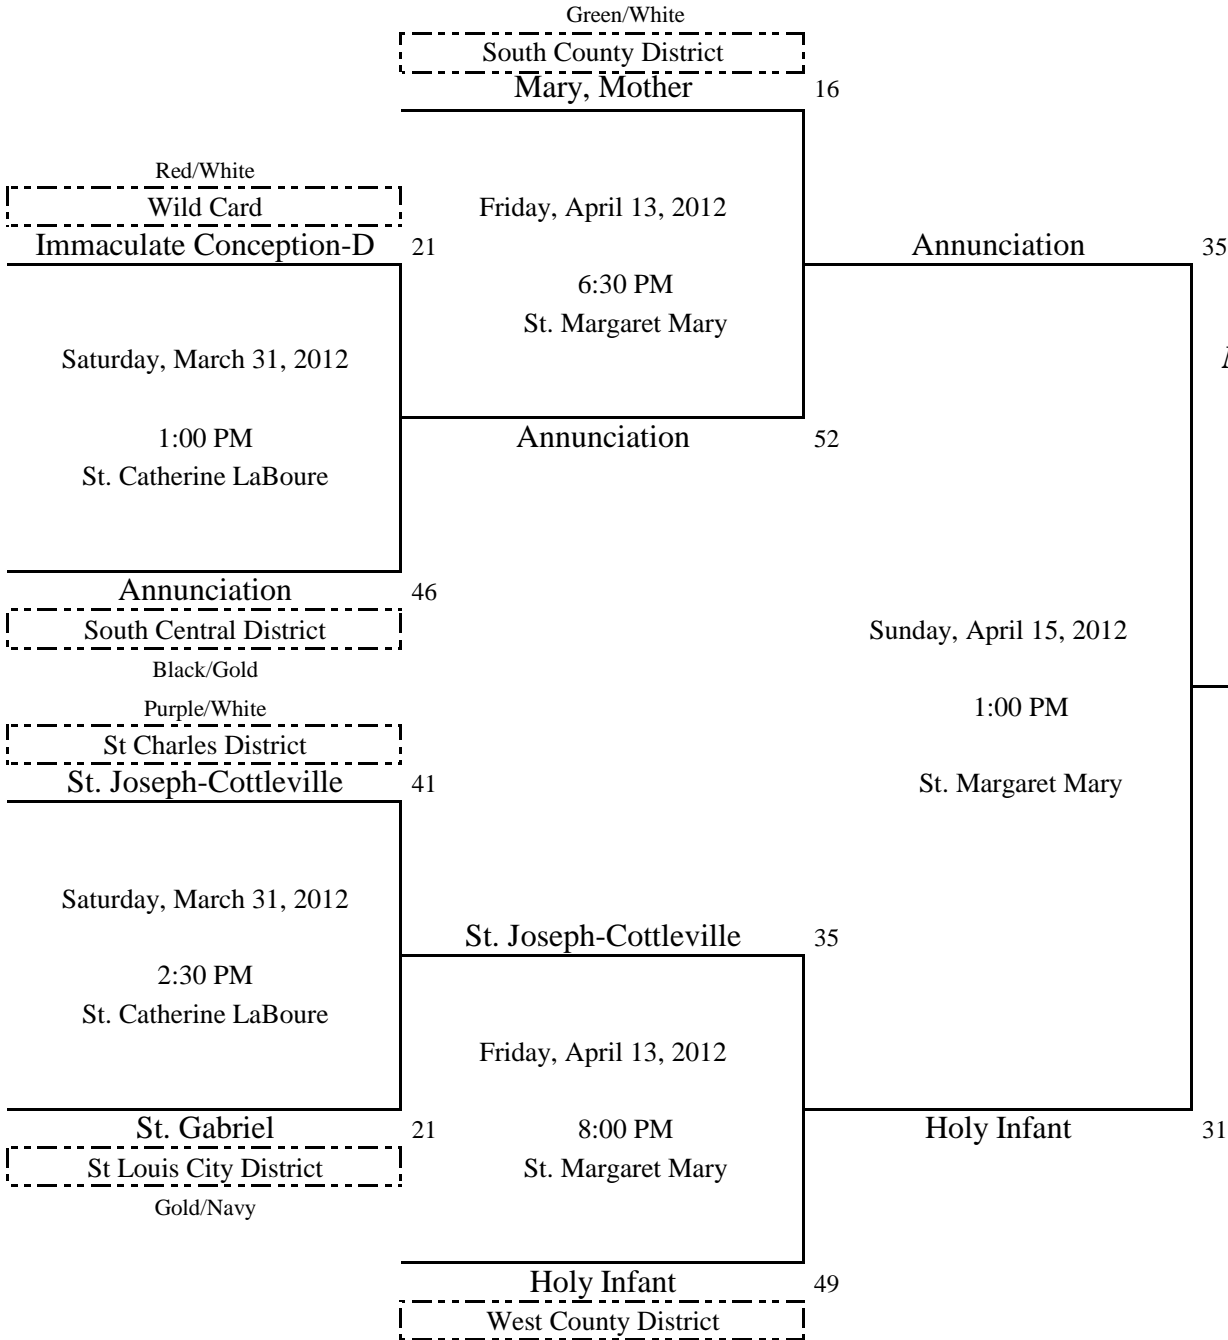 Green/White
South County District
Mary, Mother 16
Red/White
Wild Card
Immaculate Conception-D 21
Friday, April 13, 2012
6:30 PM
St. Margaret Mary
Annunciation 35
Saturday, March 31, 2012
1:00 PM
St. Catherine LaBoure
Annunciation 52
Annunciation 46
South Central District
Black/Gold
Sunday, April 15, 2012
1:00 PM
St. Margaret Mary
Purple/White
St Charles District
St. Joseph-Cottleville 41
Saturday, March 31, 2012
2:30 PM
St. Catherine LaBoure
St. Joseph-Cottleville 35
Friday, April 13, 2012
8:00 PM
St. Margaret Mary
St. Gabriel 21
St Louis City District
Gold/Navy
Holy Infant 31
Holy Infant 49
West County District